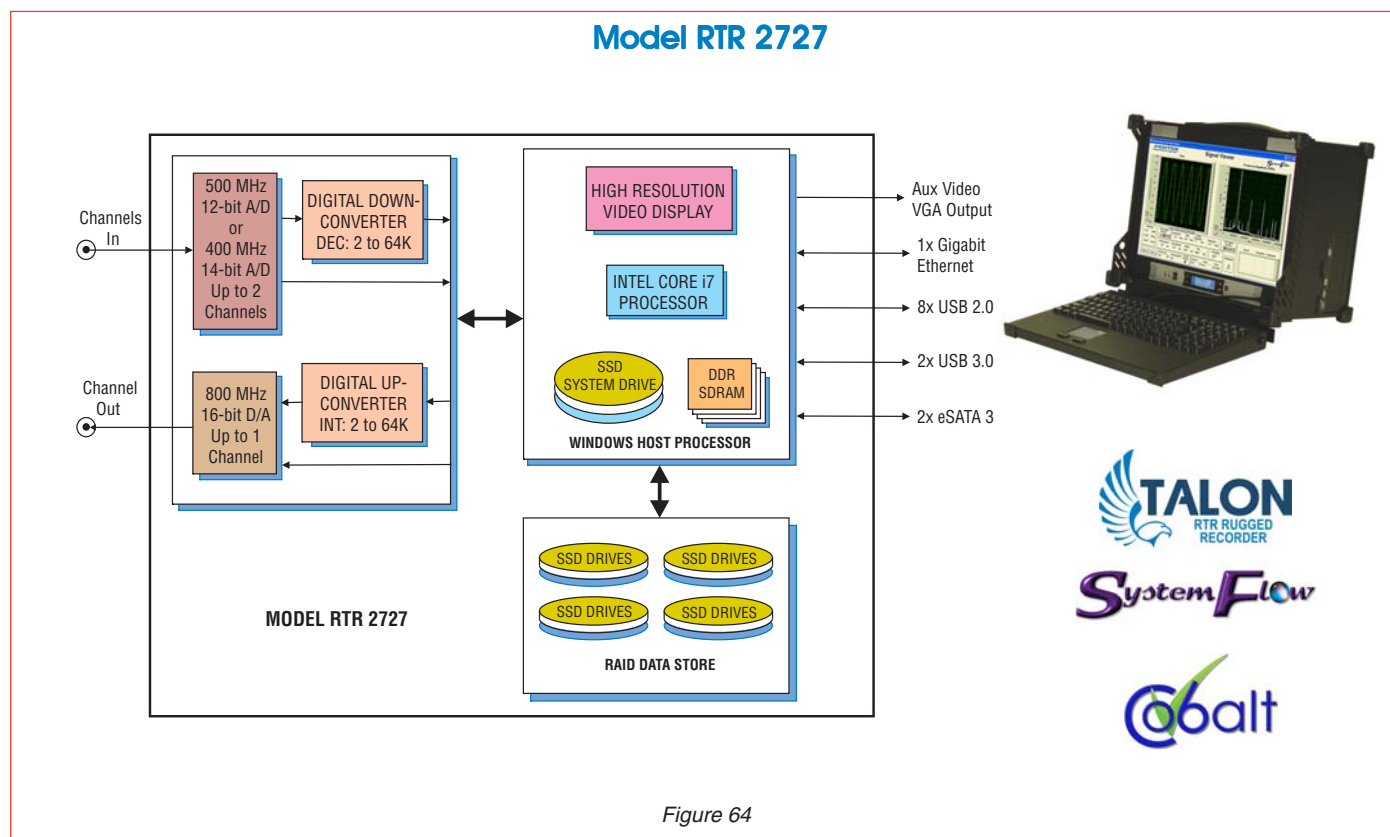 Model RTR 2727
Channels
In
500 MHz
12-bit A/D
or
400 MHz
14-bit A/D
Up to 2
Channels
DIGITAL DOWN-
CONVERTER
DEC: 2 to 64K
Channel
Out
800 MHz
16-bit D/A
Up to 1
Channel
DIGITAL UP-
CONVERTER
INT: 2 to 64K
MODEL RTR 2727
HIGH RESOLUTION
VIDEO DISPLAY
INTEL CORE i7
PROCESSOR
SSD
SYSTEM DRIVE
DDR
SDRAM
WINDOWS HOST PROCESSOR
SSD DRIVES
SSD DRIVES
SSD DRIVES
SSD DRIVES
RAID DATA STORE
Aux Video
VGA Output
1x Gigabit
Ethernet
8x USB 2.0
2x USB 3.0
2x eSATA 3
Signal Viewer
SystemFlow
TALON
RTR RUGGED
RECORDER
SystemFlow
Cobalt
Figure 64